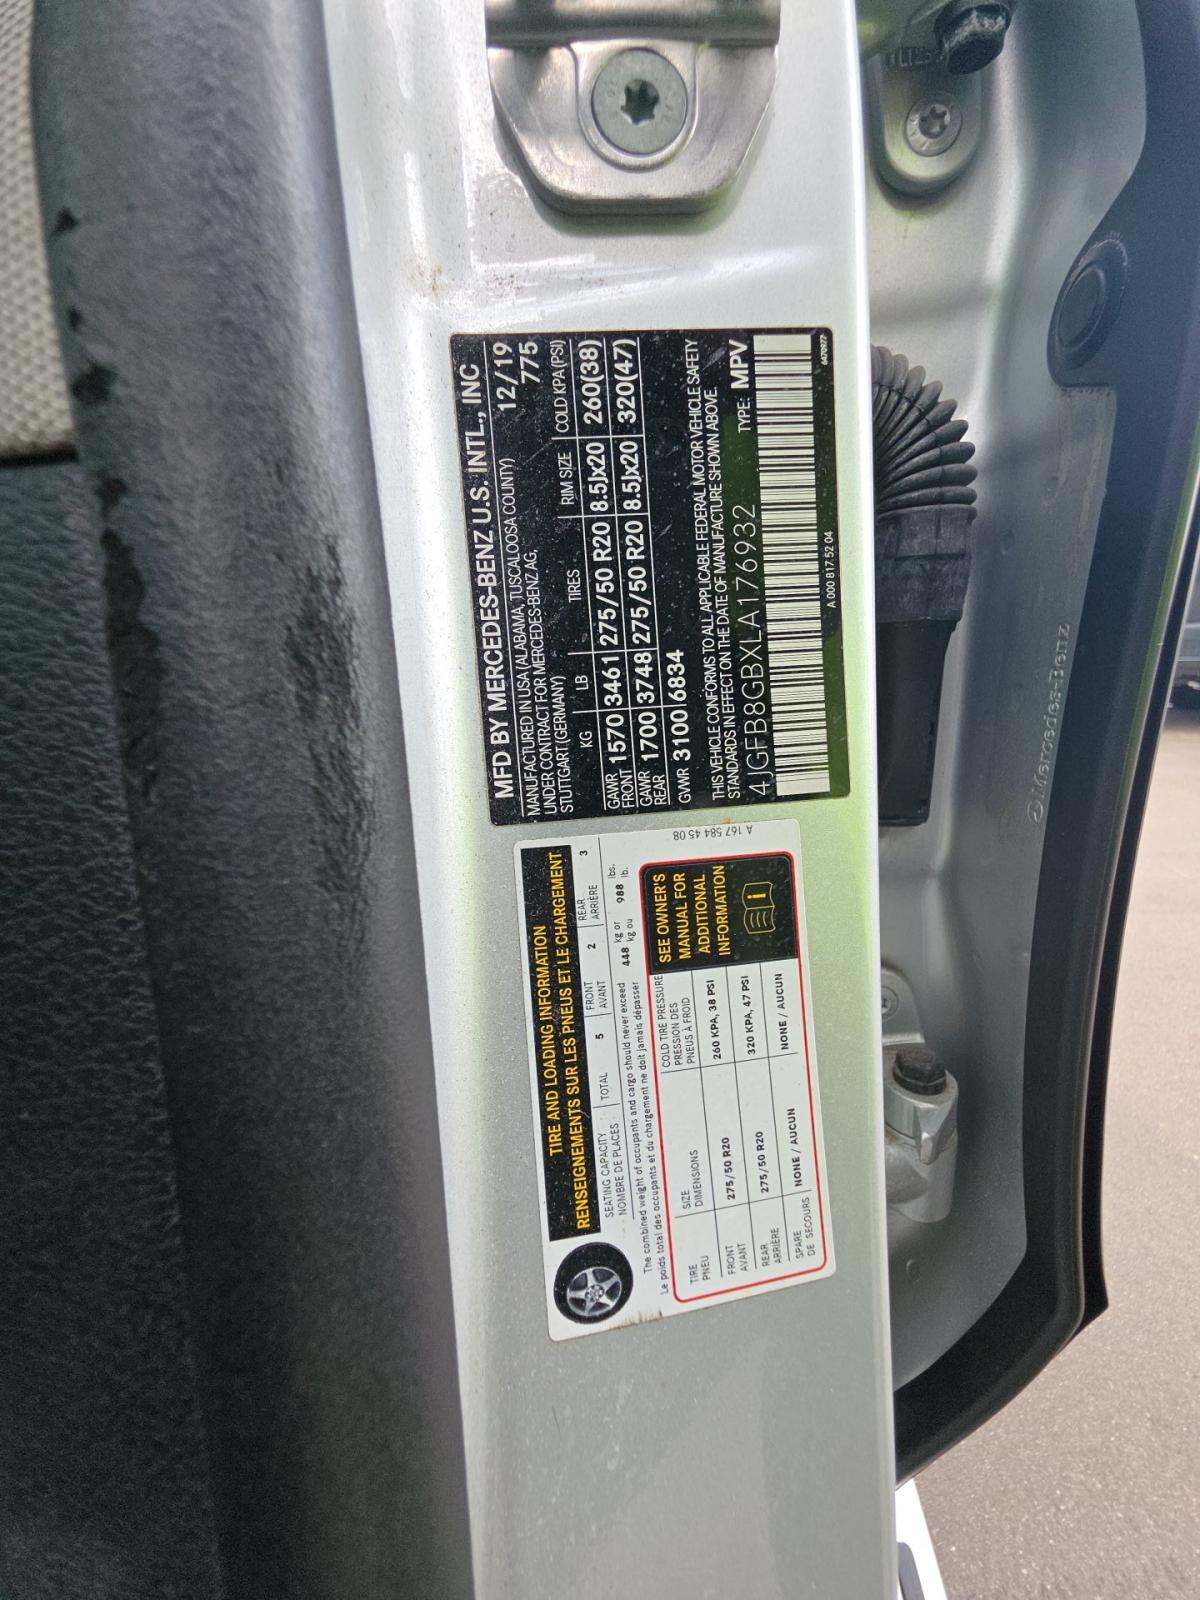 MFD BY MERCEDES-BENZ U.S. INTL., INC
MANUFACTURED IN USA (ALABAMA, TUSCALOOSA COUNTY) 12/19
UNDER CONTRACT FOR MERCEDES-BENZ AG, 775
STUTTGART (GERMANY)
KG LB TIRES RIM SIZE COLD KPA (PSI)
GAWR FRONT 1570 3461 275/50 R20 8.5Jx20 260(38)
GAWR REAR 1700 3748 275/50 R20 8.5Jx20 320(47)
GVWR 3100 6834
THIS VEHICLE CONFORMS TO ALL APPLICABLE FEDERAL MOTOR VEHICLE SAFETY
STANDARDS IN EFFECT ON THE DATE OF MANUFACTURE SHOWN ABOVE.
4JGFB8GBXLA176932 TYPE: MPV
A 000 817 52 04
6470977
TIRE AND LOADING INFORMATION
RENSEIGNEMENTS SUR LES PNEUS ET LE CHARGEMENT
SEATING CAPACITY TOTAL 5 FRONT 2 REAR 3
NOMBRE DE PLACES AVANT ARRIÈRE
The combined weight of occupants and cargo should never exceed 448 kg or 988 lbs.
Le poids total des occupants et du chargement ne doit jamais dépasser kg ou lb.
TIRE SIZE COLD TIRE PRESSURE
PNEU DIMENSIONS PRESSION DES
PNEUS À FROID
FRONT 275/50 R20 260 KPA, 38 PSI
AVANT
REAR 275/50 R20 320 KPA, 47 PSI
ARRIÈRE
SPARE NONE / AUCUN NONE / AUCUN
DE SECOURS
SEE OWNER'S
MANUAL FOR
ADDITIONAL
INFORMATION
i
A 167 584 45 08
Mercedes-Benz